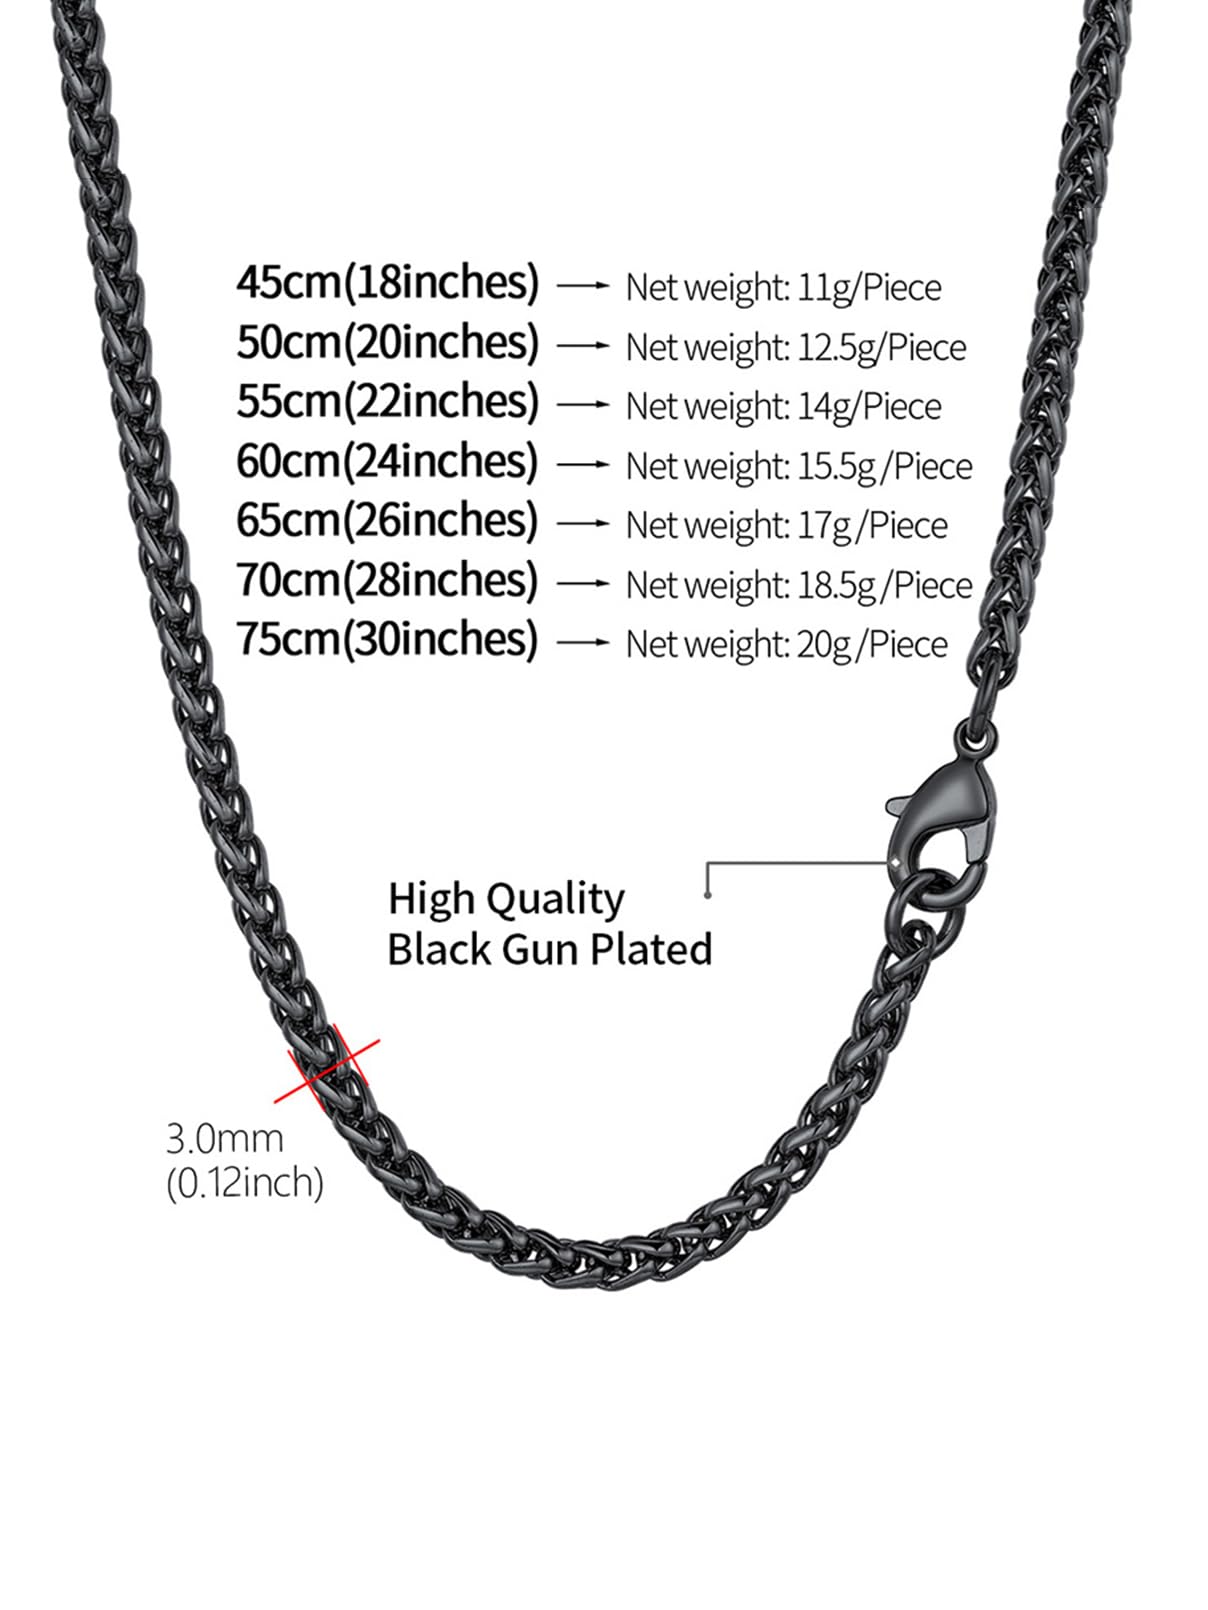 45cm(18inches) → Net weight: 11g/Piece
50cm(20inches) → Net weight: 12.5g/Piece
55cm(22inches) → Net weight: 14g/Piece
60cm(24inches) → Net weight: 15.5g/Piece
65cm(26inches) → Net weight: 17g/Piece
70cm(28inches) → Net weight: 18.5g/Piece
75cm(30inches) → Net weight: 20g/Piece
High Quality
Black Gun Plated
3.0mm
(0.12inch)